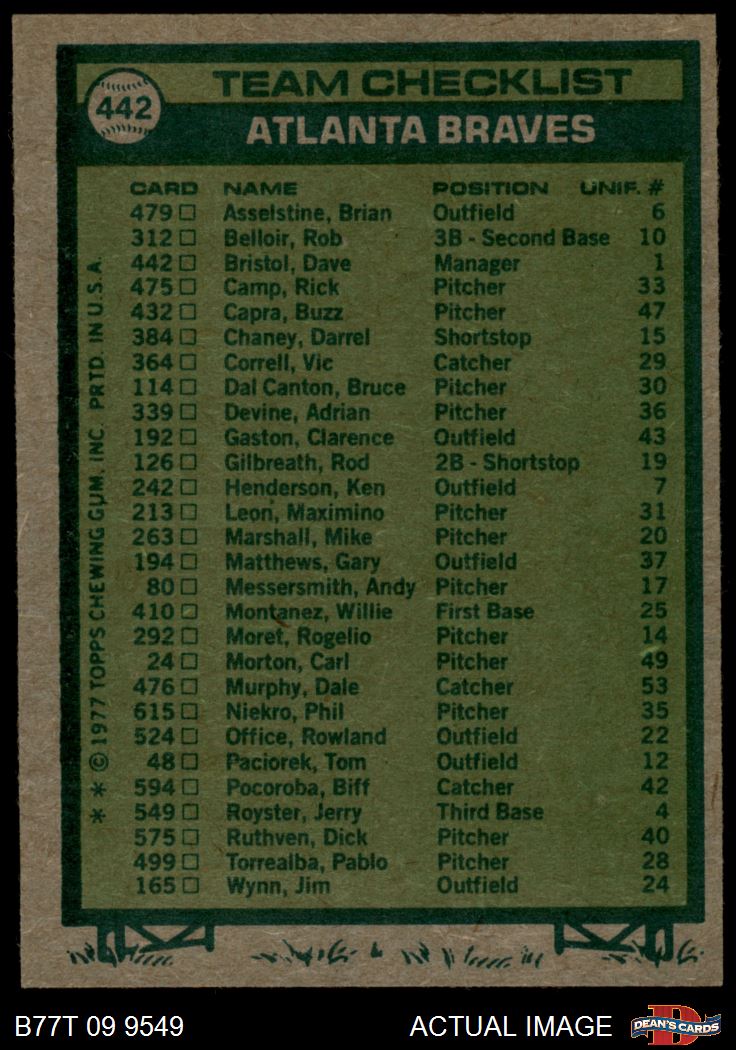 442
TEAM CHECKLIST
ATLANTA BRAVES
CARD NAME POSITION UNIF. #
479 □ Asselstine, Brian Outfield 6
312 □ Belloir, Rob 3B - Second Base 10
442 □ Bristol, Dave Manager 1
475 □ Camp, Rick Pitcher 33
432 □ Capra, Buzz Pitcher 47
384 □ Chaney, Darrel Shortstop 15
364 □ Correll, Vic Catcher 29
114 □ Dal Canton, Bruce Pitcher 30
339 □ Devine, Adrian Pitcher 36
192 □ Gaston, Clarence Outfield 43
126 □ Gilbreath, Rod 2B - Shortstop 19
242 □ Henderson, Ken Outfield 7
213 □ Leon, Maximino Pitcher 31
263 □ Marshall, Mike Pitcher 20
194 □ Matthews, Gary Outfield 37
80 □ Messersmith, Andy Pitcher 17
410 □ Montanez, Willie First Base 25
292 □ Moret, Rogelio Pitcher 14
24 □ Morton, Carl Pitcher 49
476 □ Murphy, Dale Catcher 53
615 □ Niekro, Phil Pitcher 35
524 □ Office, Rowland Outfield 22
48 □ Paciorek, Tom Outfield 12
594 □ Pocoroba, Biff Catcher 42
549 □ Royster, Jerry Third Base 4
575 □ Ruthven, Dick Pitcher 40
499 □ Torrealba, Pablo Pitcher 28
165 □ Wynn, Jim Outfield 24
* * © 1977 TOPPS CHEWING GUM, INC. PRTD. IN U.S.A.
B77T 09 9549 ACTUAL IMAGE DEAN'S CARDS